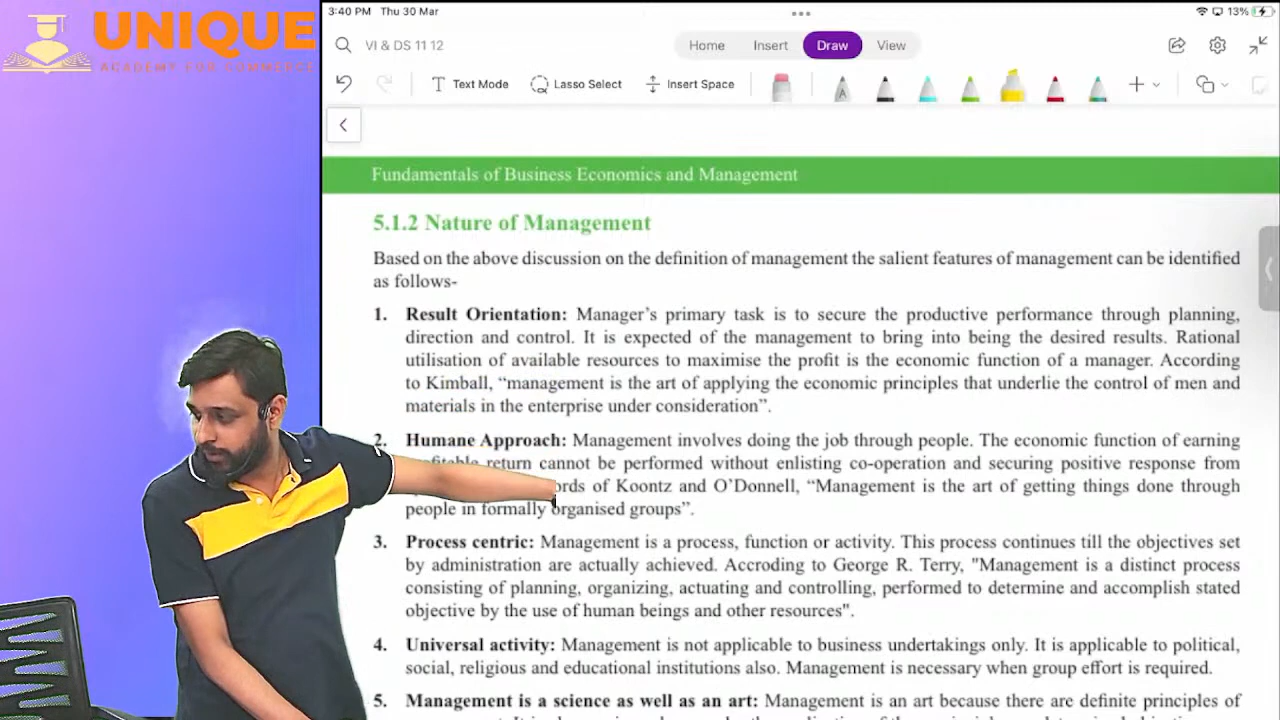 3:40 PM Thu 30 Mar
13%
UNIQUE
ACADEMY FOR COMMERCE
VI & DS 11 12
Home Insert Draw View
Text Mode Lasso Select Insert Space
Fundamentals of Business Economics and Management
5.1.2 Nature of Management
Based on the above discussion on the definition of management the salient features of management can be identified
as follows-
1. Result Orientation: Manager's primary task is to secure the productive performance through planning,
direction and control. It is expected of the management to bring into being the desired results. Rational
utilisation of available resources to maximise the profit is the economic function of a manager. According
to Kimball, “management is the art of applying the economic principles that underlie the control of men and
materials in the enterprise under consideration”.
2. Humane Approach: Management involves doing the job through people. The economic function of earning
return cannot be performed without enlisting co-operation and securing positive response from
of Koontz and O'Donnell, “Management is the art of getting things done through
people in formally organised groups”.
3. Process centric: Management is a process, function or activity. This process continues till the objectives set
by administration are actually achieved. Accroding to George R. Terry, "Management is a distinct process
consisting of planning, organizing, actuating and controlling, performed to determine and accomplish stated
objective by the use of human beings and other resources".
4. Universal activity: Management is not applicable to business undertakings only. It is applicable to political,
social, religious and educational institutions also. Management is necessary when group effort is required.
5. Management is a science as well as an art: Management is an art because there are definite principles of